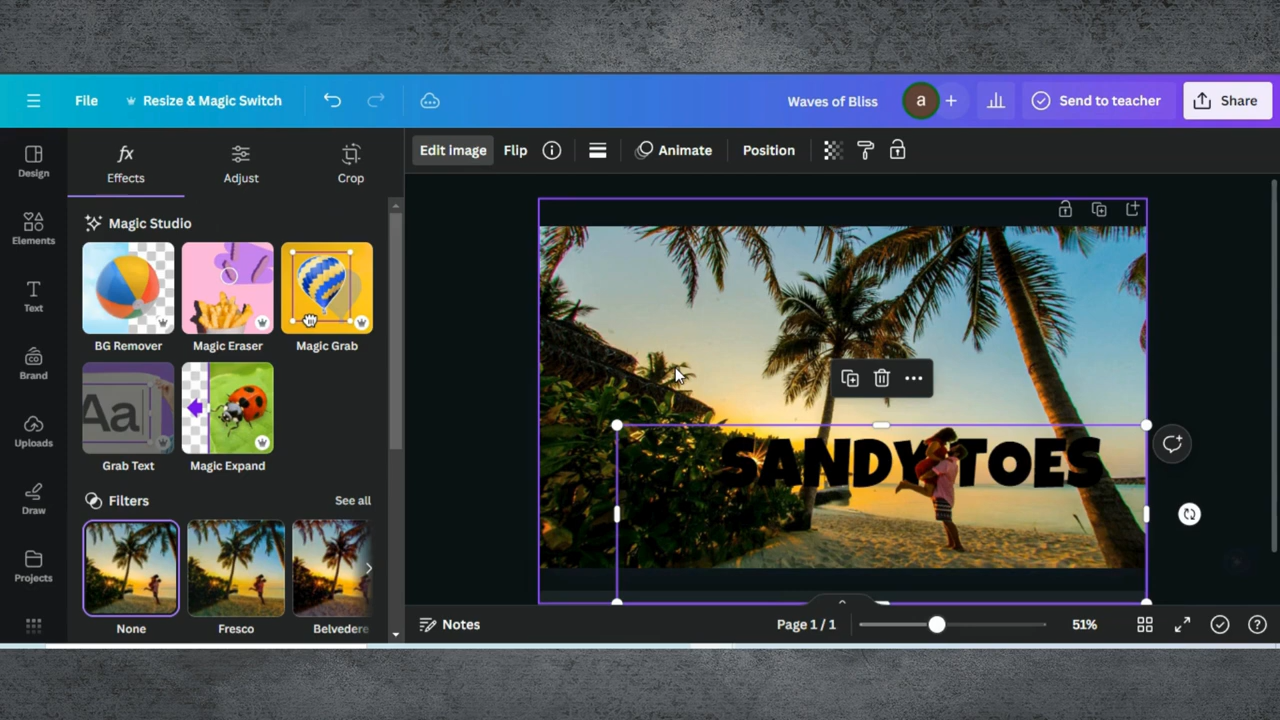 File
Resize & Magic Switch
Waves of Bliss
a
Send to teacher
Share
Design
Elements
Text
Brand
Uploads
Draw
Projects
Effects
Adjust
Crop
Edit image
Flip
Animate
Position
Magic Studio
BG Remover
Magic Eraser
Magic Grab
Aa
Grab Text
Magic Expand
Filters
See all
None
Fresco
Belvedere
SANDY TOES
Notes
Page 1 / 1
51%